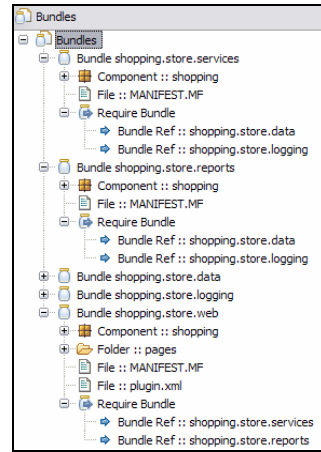 Bundles
Bundles
Bundle shopping.store.services
Component :: shopping
File :: MANIFEST.MF
Require Bundle
Bundle Ref :: shopping.store.data
Bundle Ref :: shopping.store.logging
Bundle shopping.store.reports
Component :: shopping
File :: MANIFEST.MF
Require Bundle
Bundle Ref :: shopping.store.data
Bundle Ref :: shopping.store.logging
Bundle shopping.store.data
Bundle shopping.store.logging
Bundle shopping.store.web
Component :: shopping
Folder :: pages
File :: MANIFEST.MF
File :: plugin.xml
Require Bundle
Bundle Ref :: shopping.store.services
Bundle Ref :: shopping.store.reports